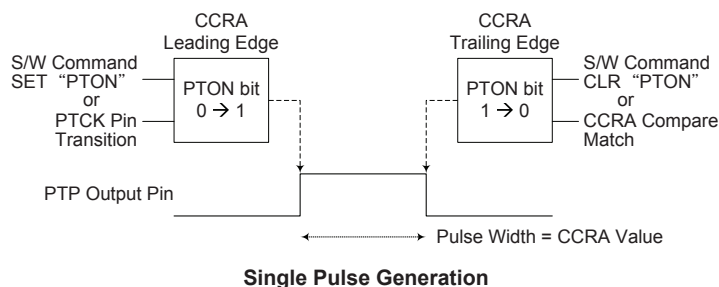 CCRA
Leading Edge
S/W Command
SET “PTON”
or
PTCK Pin
Transition
PTON bit
0 → 1
CCRA
Trailing Edge
PTON bit
1 → 0
S/W Command
CLR “PTON”
or
CCRA Compare
Match
PTP Output Pin
Pulse Width = CCRA Value
Single Pulse Generation